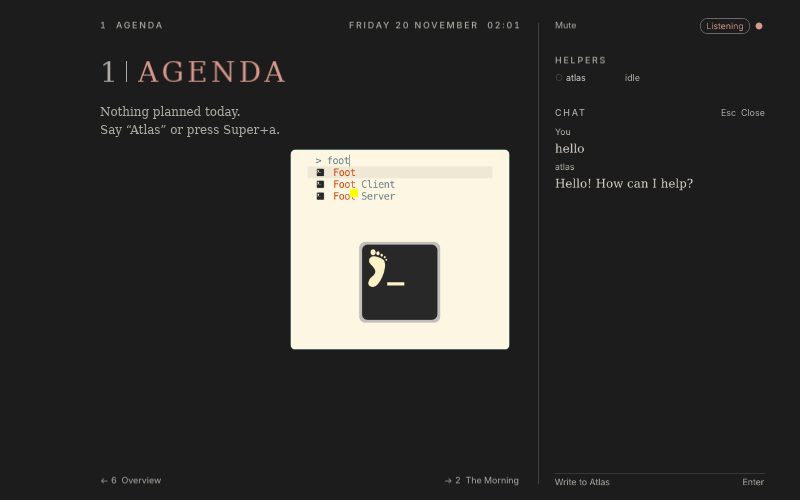 1 AGENDA
FRIDAY 20 NOVEMBER 02:01
1 AGENDA
Nothing planned today.
Say “Atlas” or press Super+a.
> foot
Foot
Foot Client
Foot Server
← 6 Overview
→ 2 The Morning
Mute
Listening
HELPERS
atlas idle
CHAT
Esc Close
You
hello
atlas
Hello! How can I help?
Write to Atlas
Enter